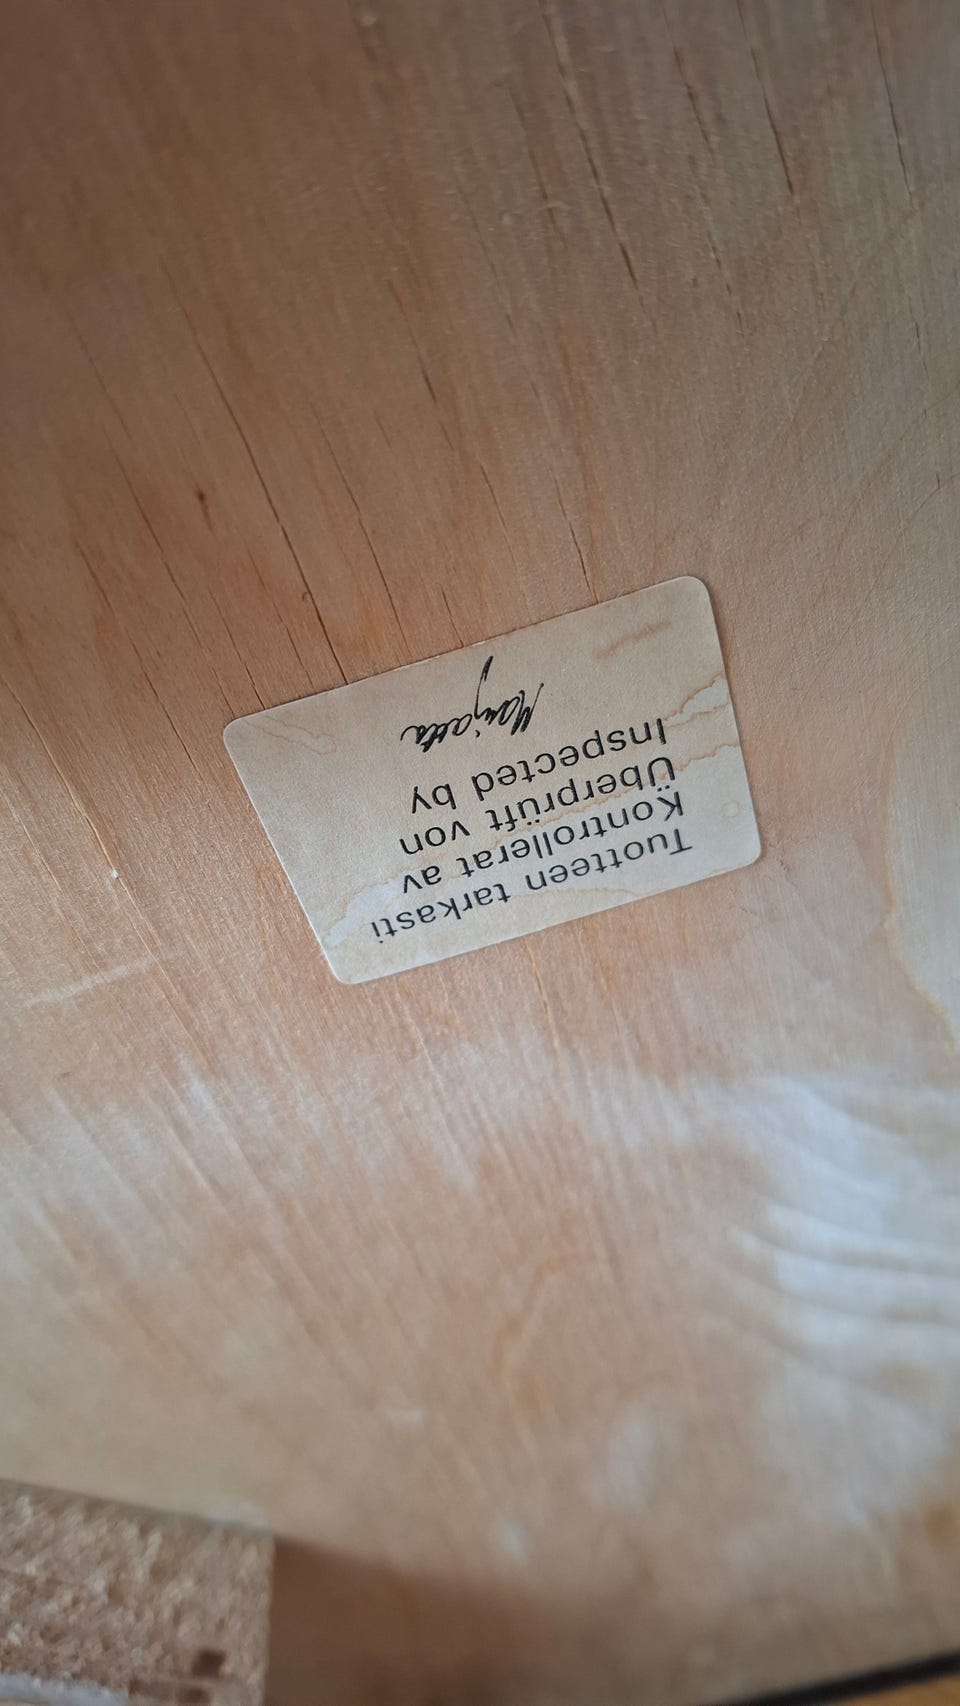 Tuotteen tarkasti
Kontrollerat av
Überprüft von
Inspected by
Marjatta